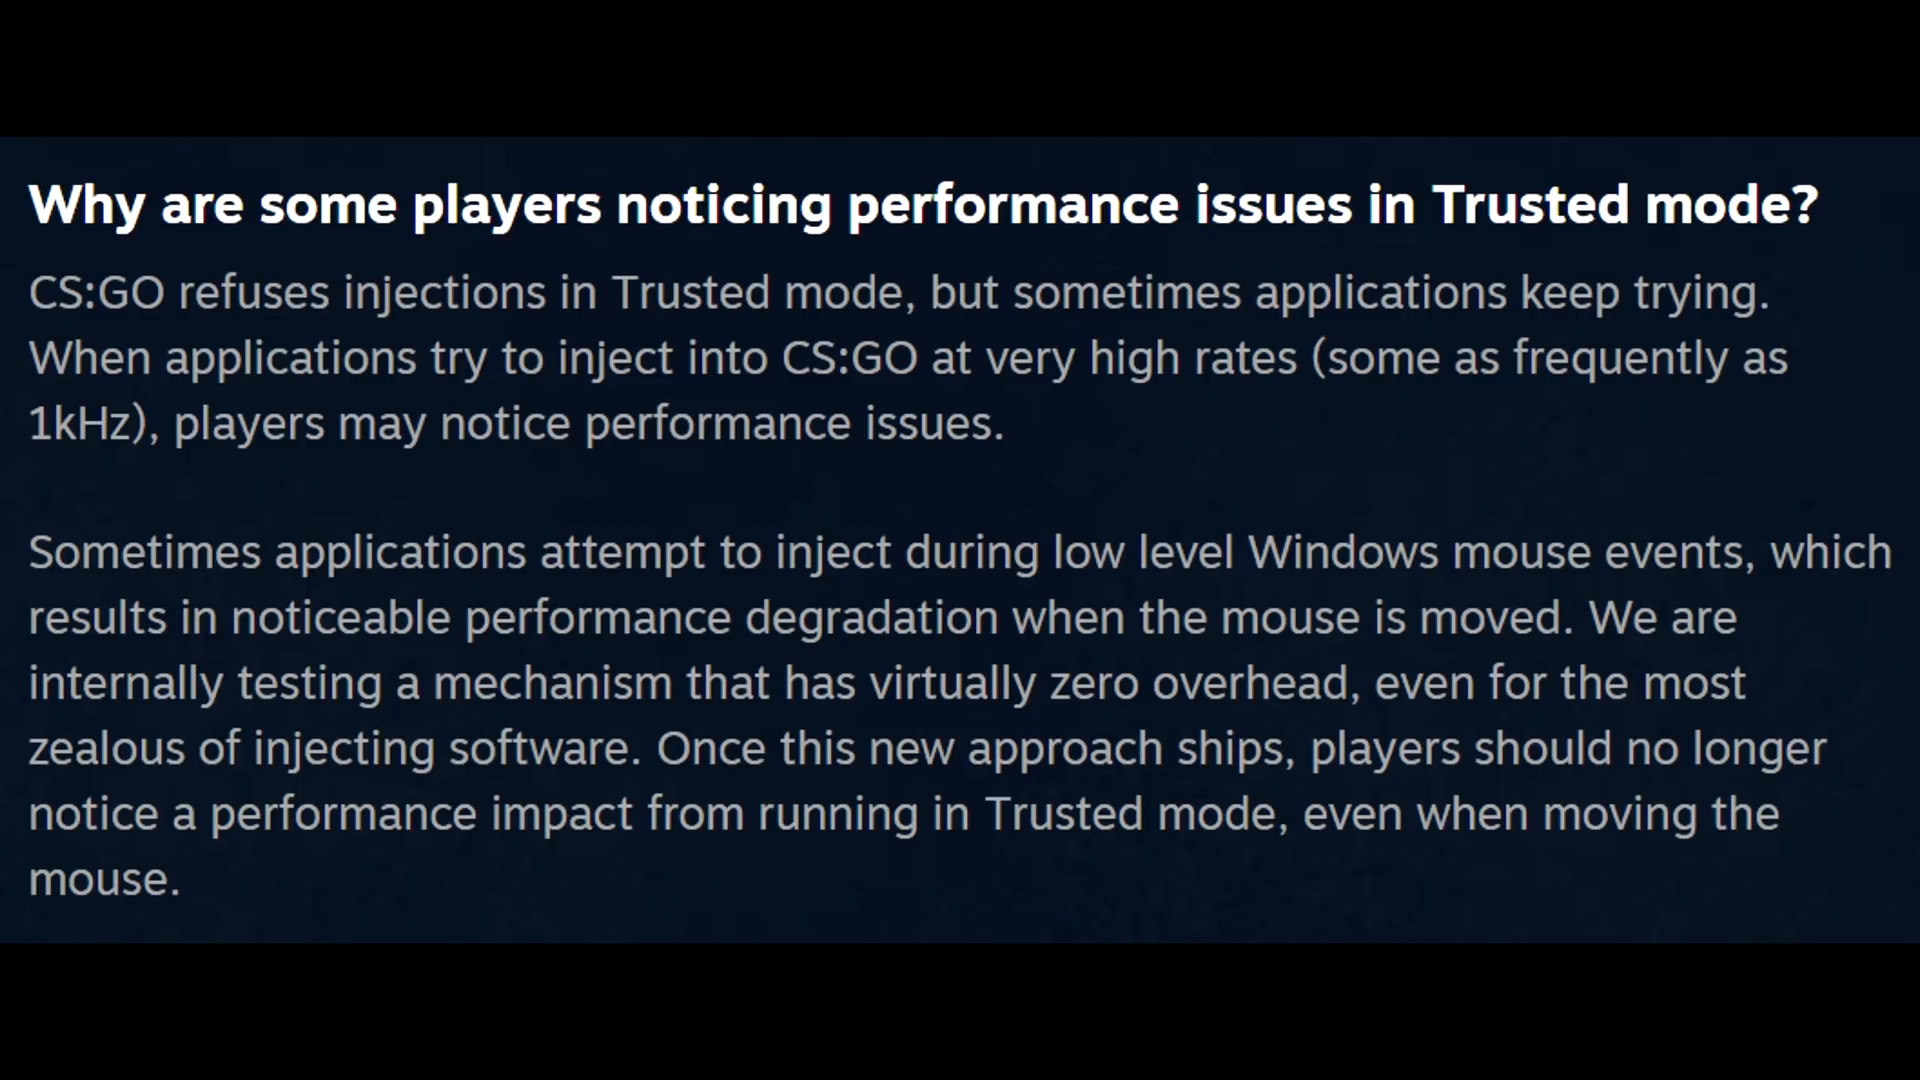 Why are some players noticing performance issues in Trusted mode?
CS:GO refuses injections in Trusted mode, but sometimes applications keep trying.
When applications try to inject into CS:GO at very high rates (some as frequently as
1kHz), players may notice performance issues.
Sometimes applications attempt to inject during low level Windows mouse events, which
results in noticeable performance degradation when the mouse is moved. We are
internally testing a mechanism that has virtually zero overhead, even for the most
zealous of injecting software. Once this new approach ships, players should no longer
notice a performance impact from running in Trusted mode, even when moving the
mouse.